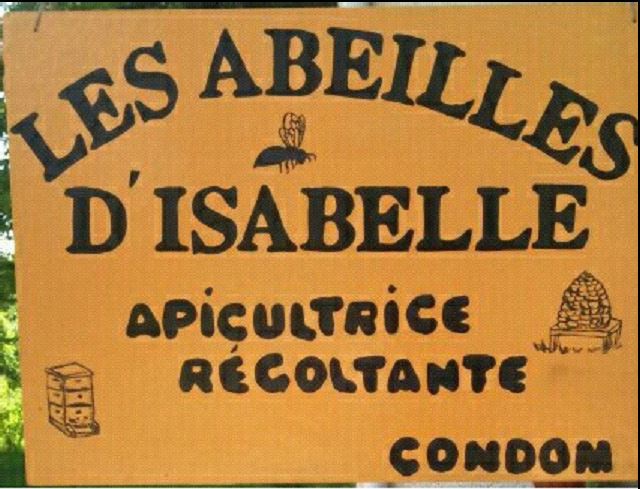 LES ABEILLES
D'ISABELLE
APICULTRICE
RÉCOLTANTE
CONDOM